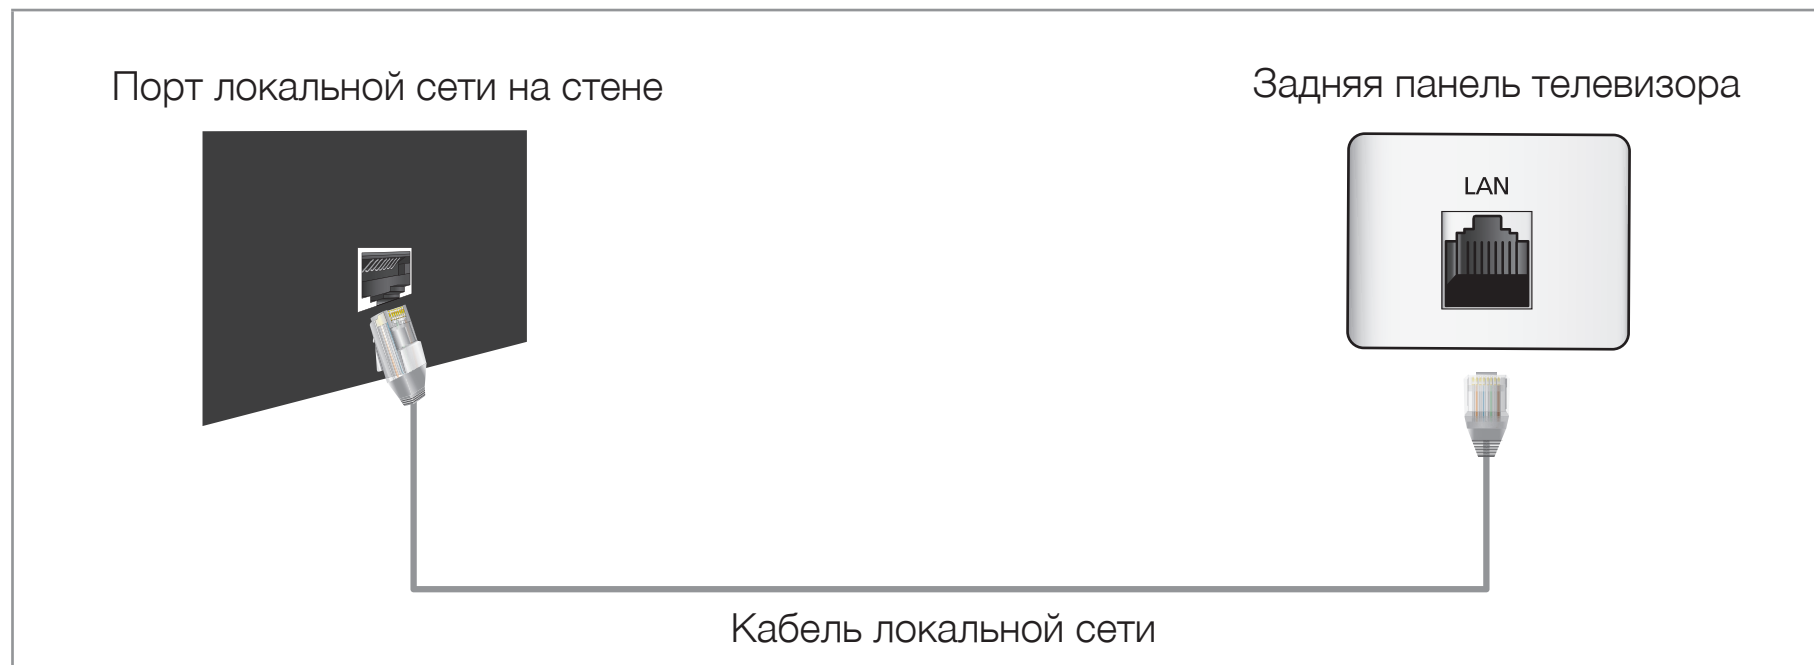 Порт локальной сети на стене
Задняя панель телевизора
LAN
Кабель локальной сети